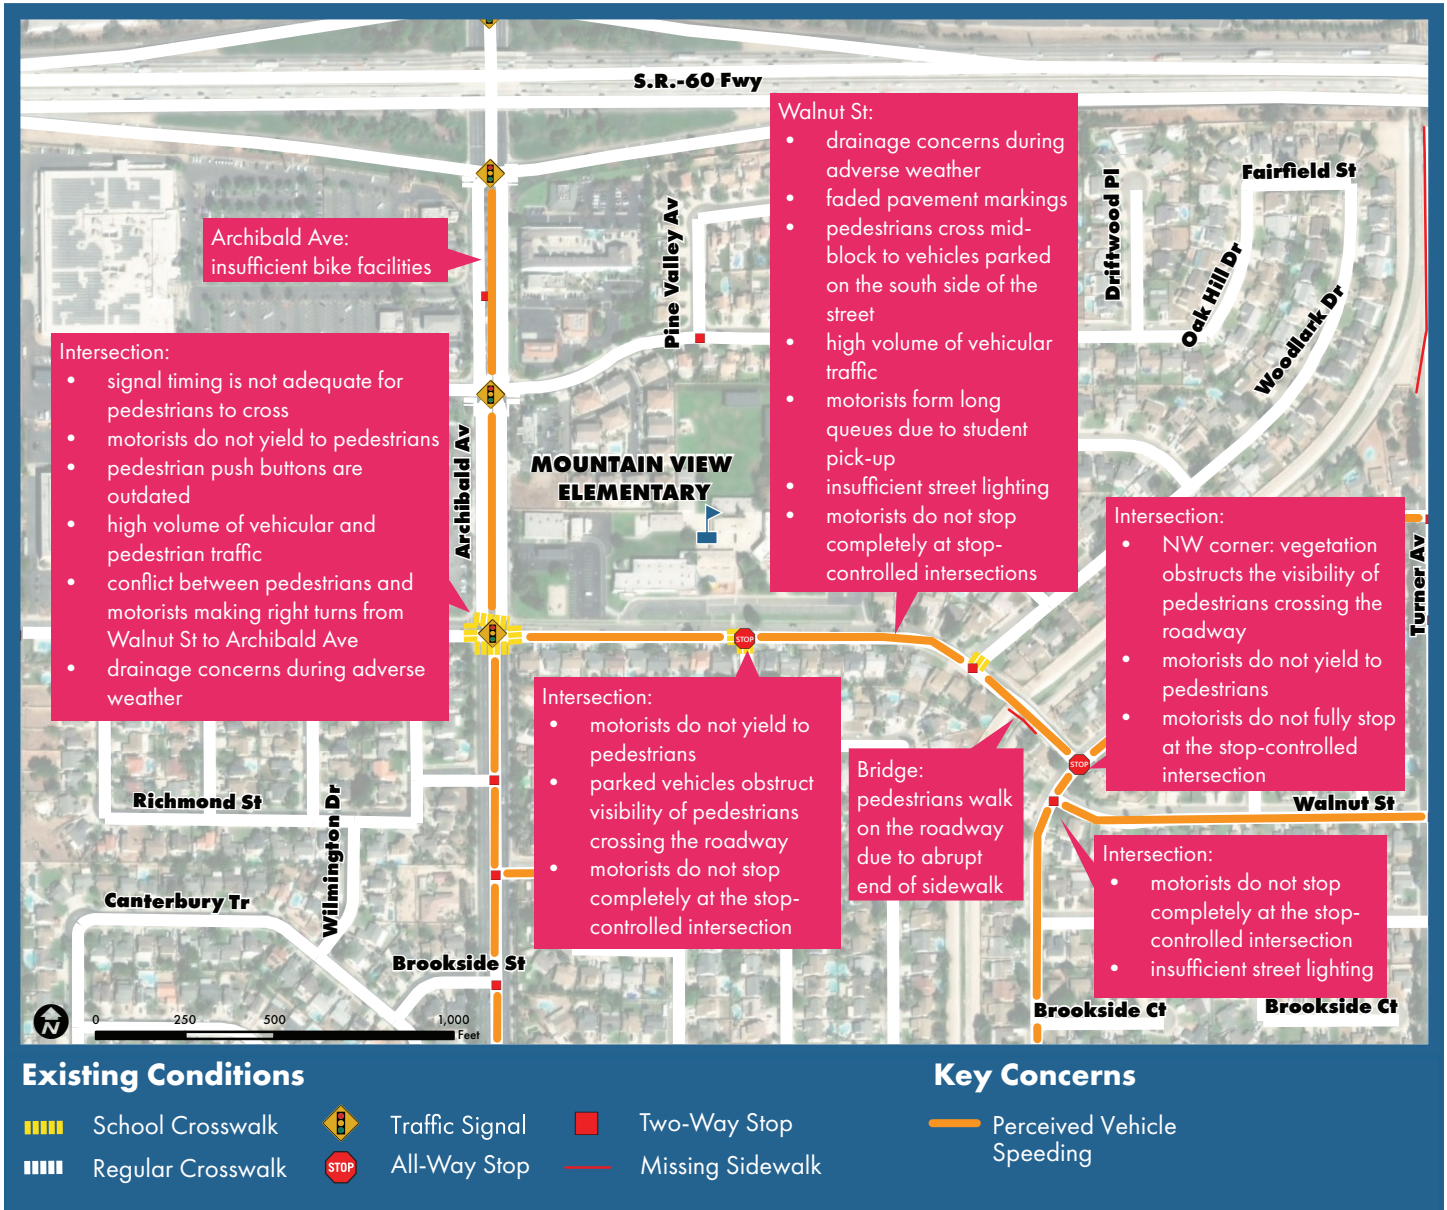 S.R.-60 Fwy
Walnut St:
• drainage concerns during
adverse weather
• faded pavement markings
• pedestrians cross mid-
block to vehicles parked
on the south side of the
street
• high volume of vehicular
traffic
• motorists form long
queues due to student
pick-up
• insufficient street lighting
• motorists do not stop
completely at stop-
controlled intersections
Fairfield St
Driftwood Pl
Oak Hill Dr
Woodlark Dr
Pine Valley Av
Archibald Ave:
insufficient bike facilities
Intersection:
• signal timing is not adequate for
pedestrians to cross
• motorists do not yield to pedestrians
• pedestrian push buttons are
outdated
• high volume of vehicular and
pedestrian traffic
• conflict between pedestrians and
motorists making right turns from
Walnut St to Archibald Ave
• drainage concerns during adverse
weather
Archibald Av
MOUNTAIN VIEW
ELEMENTARY
Intersection:
• NW corner: vegetation
obstructs the visibility of
pedestrians crossing the
roadway
• motorists do not yield to
pedestrians
• motorists do not fully stop
at the stop-controlled
intersection
Turner Av
STOP
STOP
Intersection:
• motorists do not yield to
pedestrians
• parked vehicles obstruct
visibility of pedestrians
crossing the roadway
• motorists do not stop
completely at the stop-
controlled intersection
Bridge:
pedestrians walk
on the roadway
due to abrupt
end of sidewalk
Walnut St
Intersection:
• motorists do not stop
completely at the stop-
controlled intersection
• insufficient street lighting
Richmond St
Wilmington Dr
Canterbury Tr
Brookside St
Brookside Ct
Brookside Ct
N
0 250 500 1,000
Feet
Existing Conditions
School Crosswalk
Regular Crosswalk
Traffic Signal
STOP All-Way Stop
Two-Way Stop
Missing Sidewalk
Key Concerns
Perceived Vehicle
Speeding